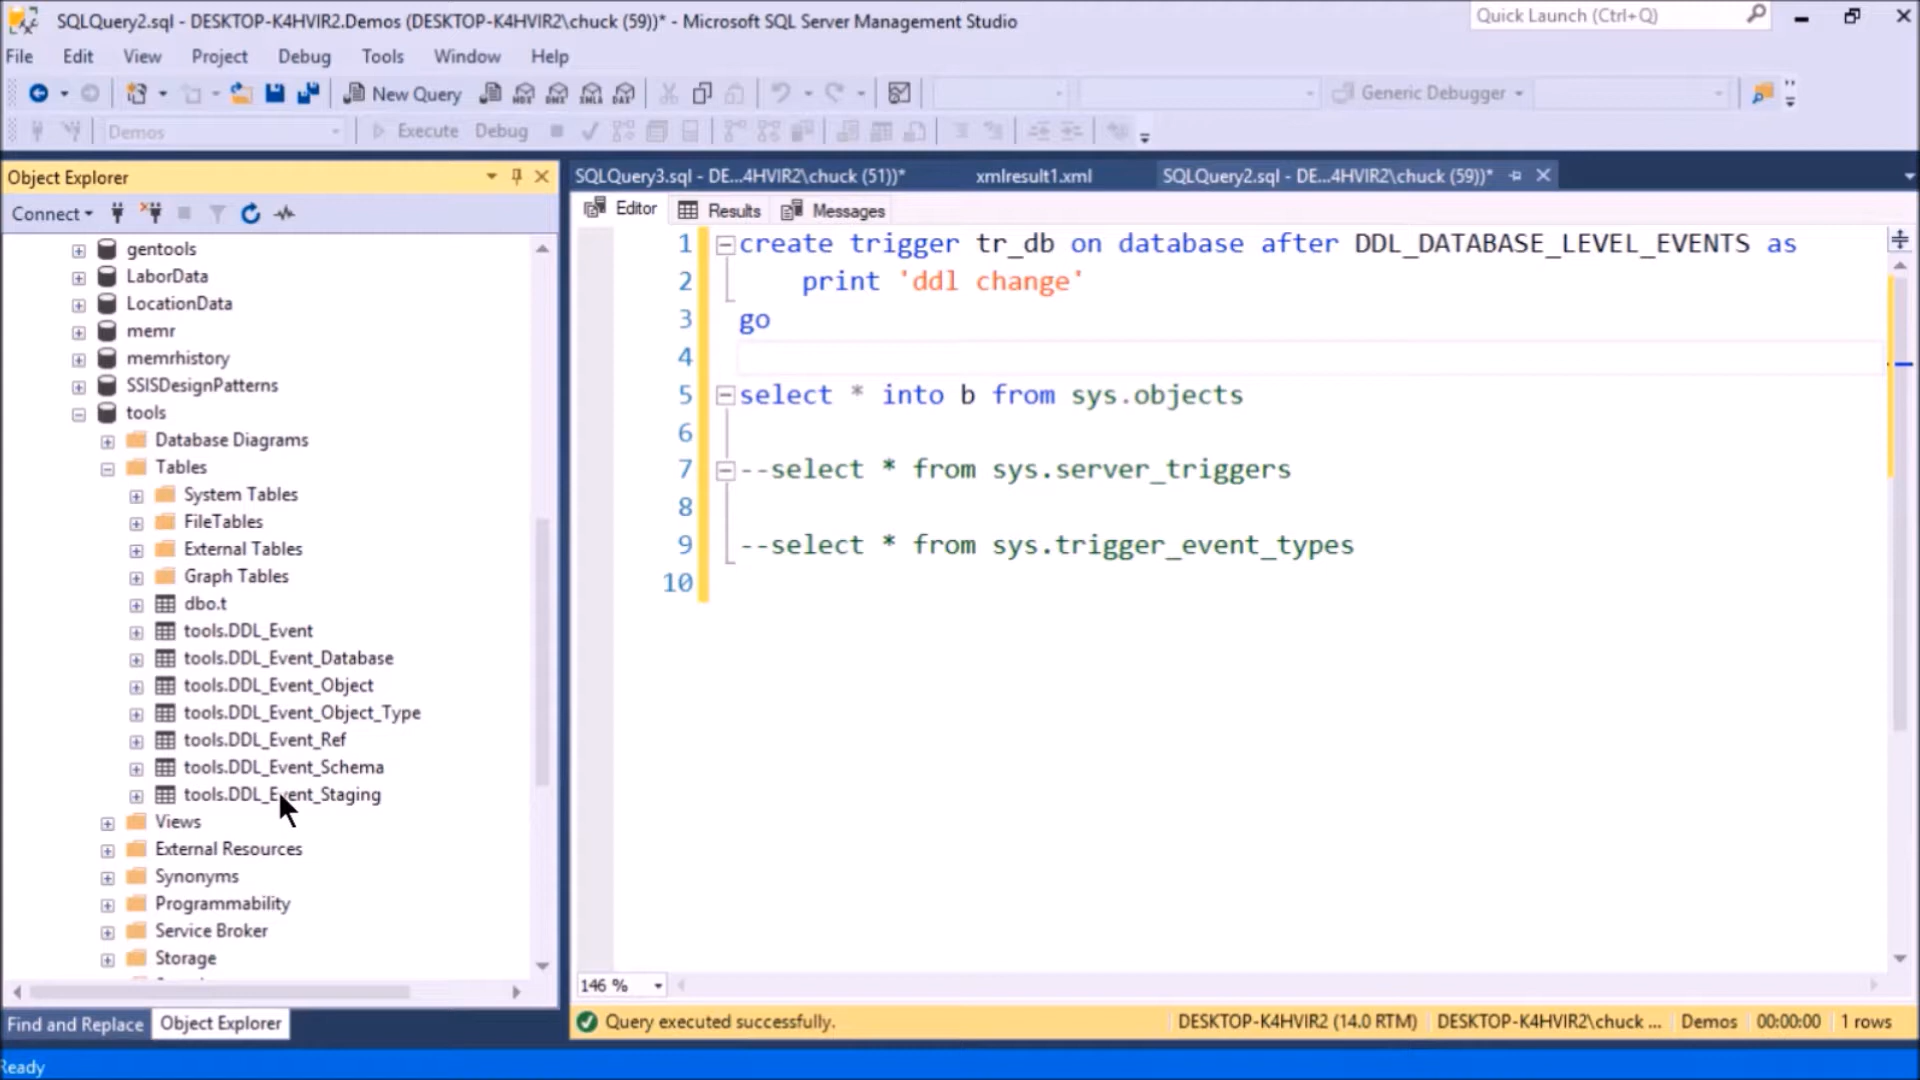 SQLQuery2.sql - DESKTOP-K4HVIR2.Demos (DESKTOP-K4HVIR2\chuck (59))* - Microsoft SQL Server Management Studio
Quick Launch (Ctrl+Q)
File Edit View Project Debug Tools Window Help
New Query
MDX DMX XMLA DAX
Generic Debugger
Demos
Execute Debug
Object Explorer
SQLQuery3.sql - DE...4HVIR2\chuck (51))*
xmlresult1.xml
SQLQuery2.sql - DE...4HVIR2\chuck (59))*
Connect
Editor
Results
Messages
gentools
LaborData
LocationData
memr
memrhistory
SSISDesignPatterns
tools
Database Diagrams
Tables
System Tables
FileTables
External Tables
Graph Tables
dbo.t
tools.DDL_Event
tools.DDL_Event_Database
tools.DDL_Event_Object
tools.DDL_Event_Object_Type
tools.DDL_Event_Ref
tools.DDL_Event_Schema
tools.DDL_Event_Staging
Views
External Resources
Synonyms
Programmability
Service Broker
Storage
1 create trigger tr_db on database after DDL_DATABASE_LEVEL_EVENTS as
2 print 'ddl change'
3 go
4
5 select * into b from sys.objects
6
7 --select * from sys.server_triggers
8
9 --select * from sys.trigger_event_types
10
146 %
Find and Replace
Object Explorer
Query executed successfully.
DESKTOP-K4HVIR2 (14.0 RTM)
DESKTOP-K4HVIR2\chuck ...
Demos
00:00:00
1 rows
Ready